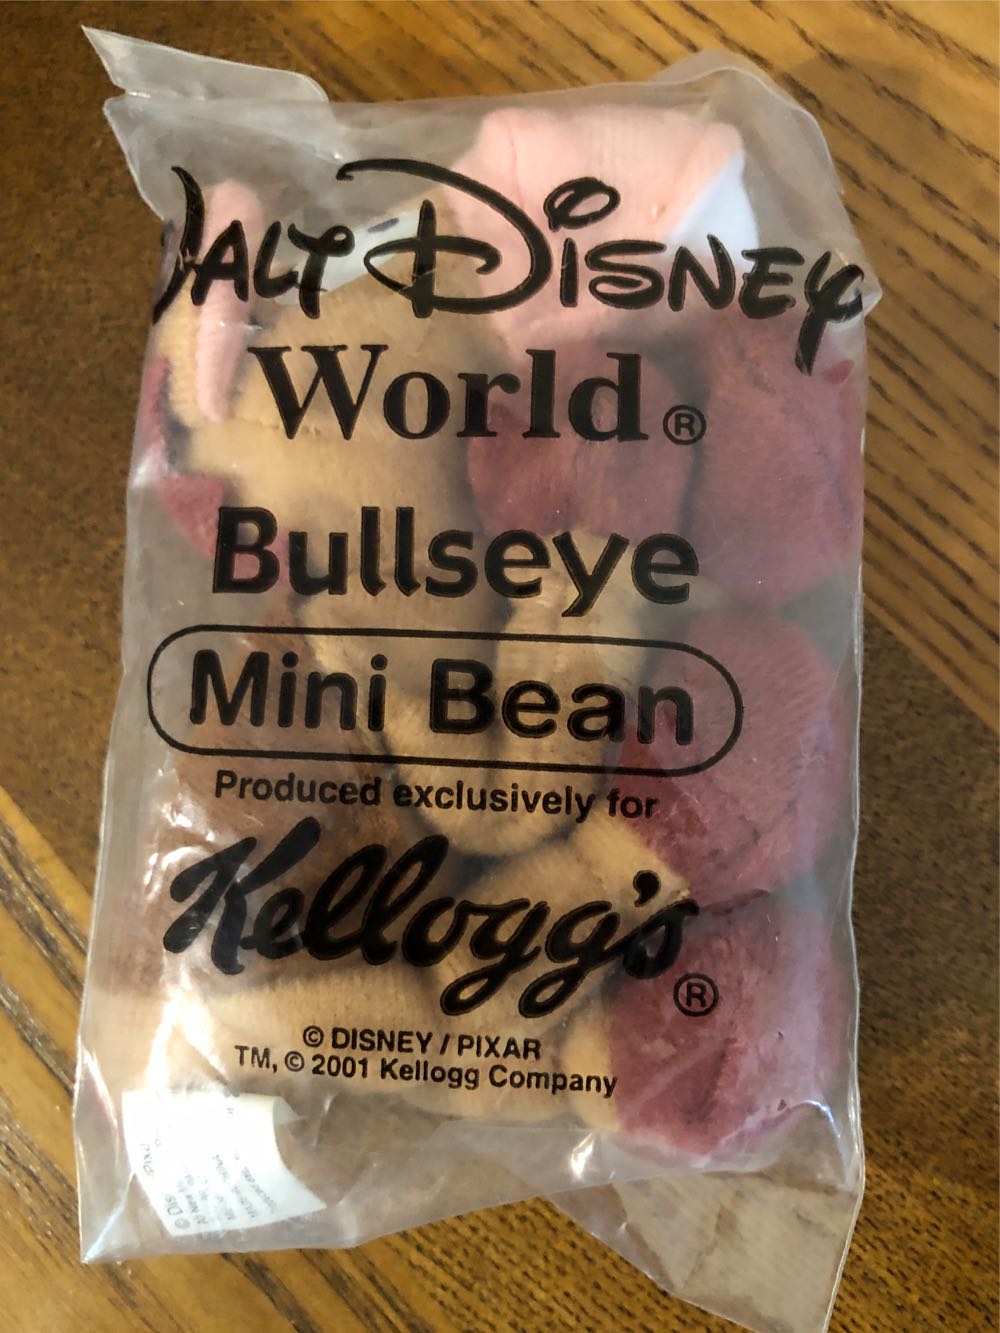 Walt Disney
World®
Bullseye
Mini Bean
Produced exclusively for
Kellogg's®
© DISNEY / PIXAR
TM, © 2001 Kellogg Company